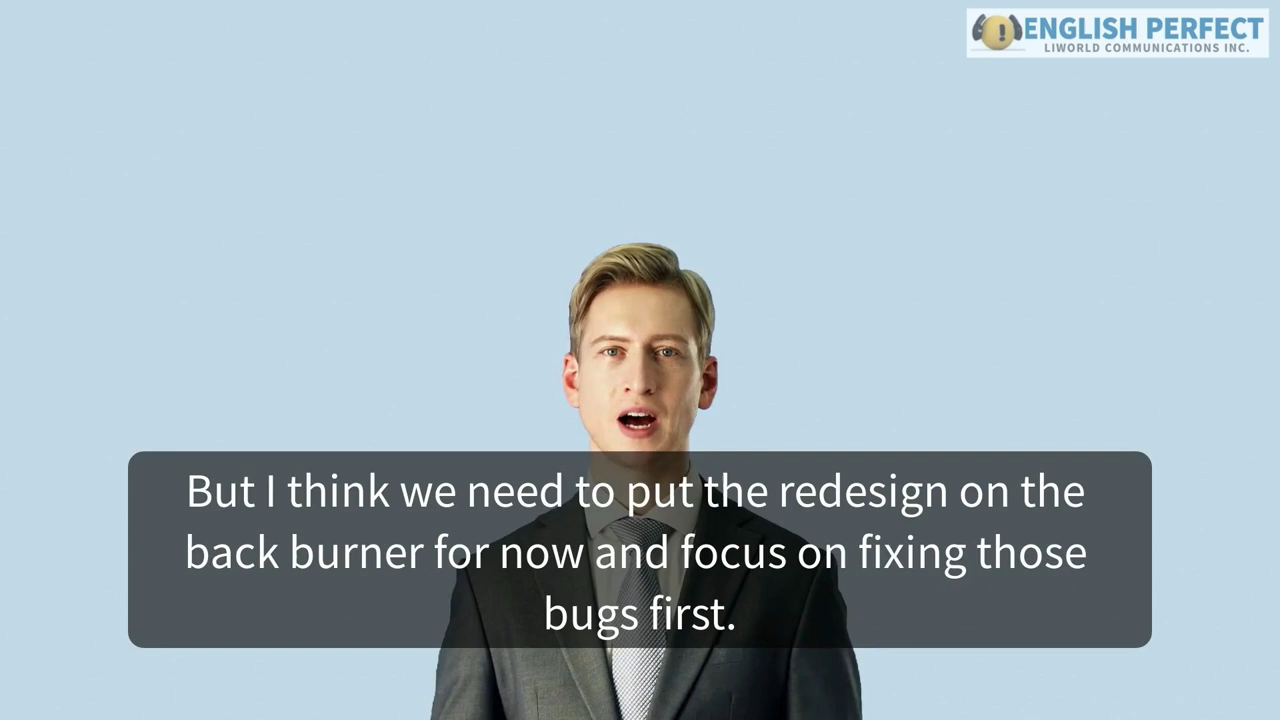 ENGLISH PERFECT
LIWORLD COMMUNICATIONS INC.
But I think we need to put the redesign on the
back burner for now and focus on fixing those
bugs first.